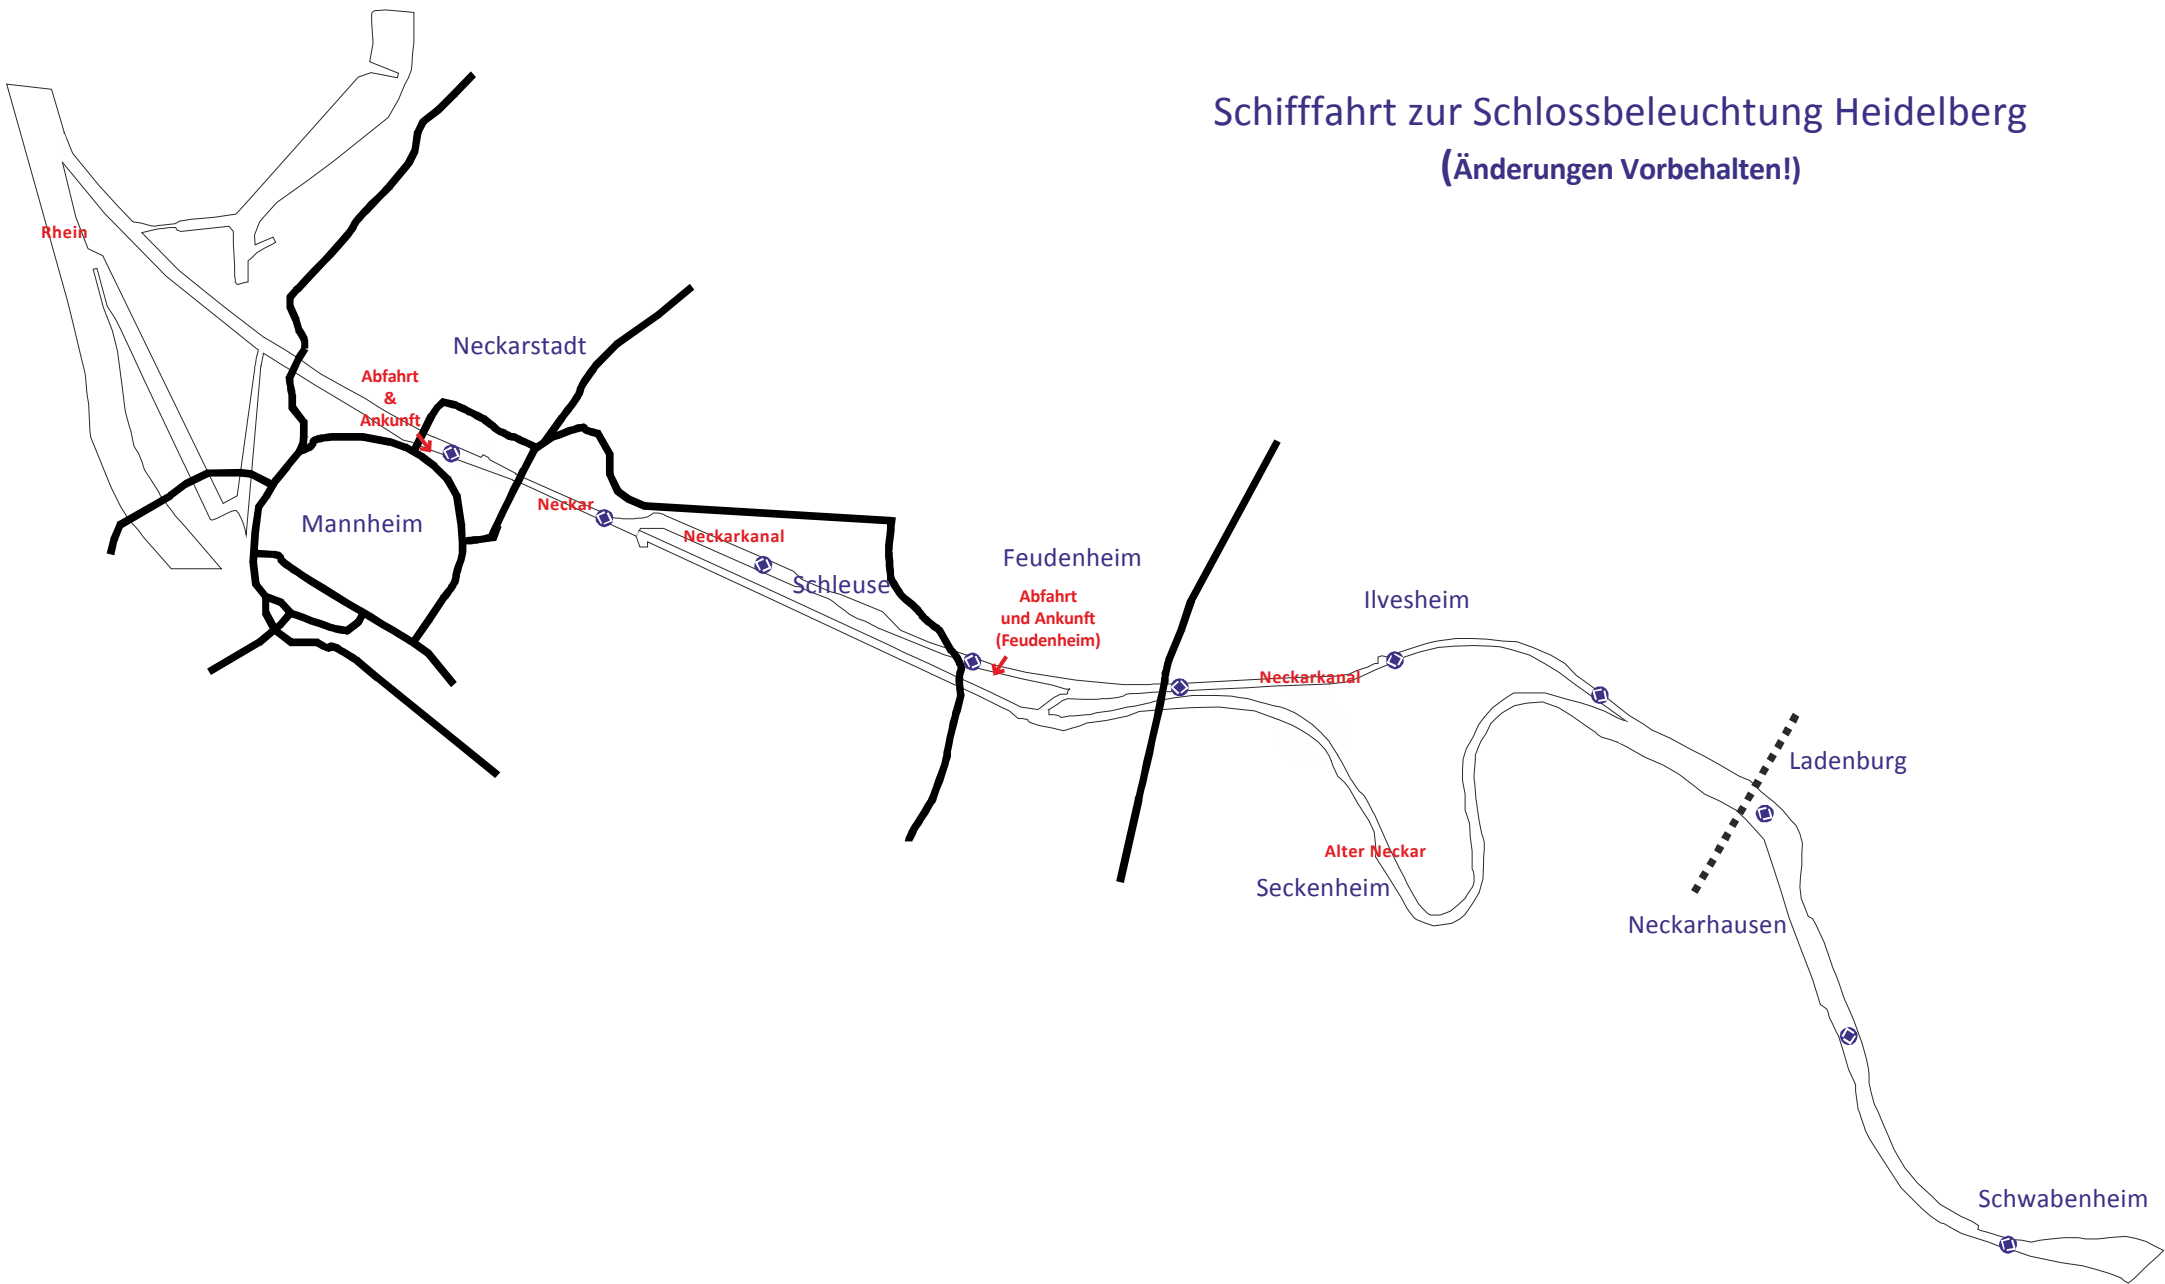 Schifffahrt zur Schlossbeleuchtung Heidelberg
(Änderungen Vorbehalten!)
Rhein
Neckarstadt
Abfahrt
&
Ankunft
Mannheim
Neckar
Neckarkanal
Schleuse
Feudenheim
Abfahrt
und Ankunft
(Feudenheim)
Ilvesheim
Neckarkanal
Ladenburg
Alter Neckar
Seckenheim
Neckarhausen
Schwabenheim